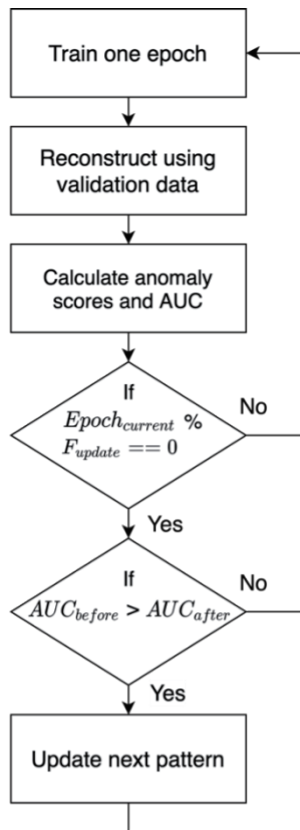 Train one epoch
Reconstruct using
validation data
Calculate anomaly
scores and AUC
If
Epoch_current %
F_update == 0
No
Yes
If
AUC_before > AUC_after
No
Yes
Update next pattern